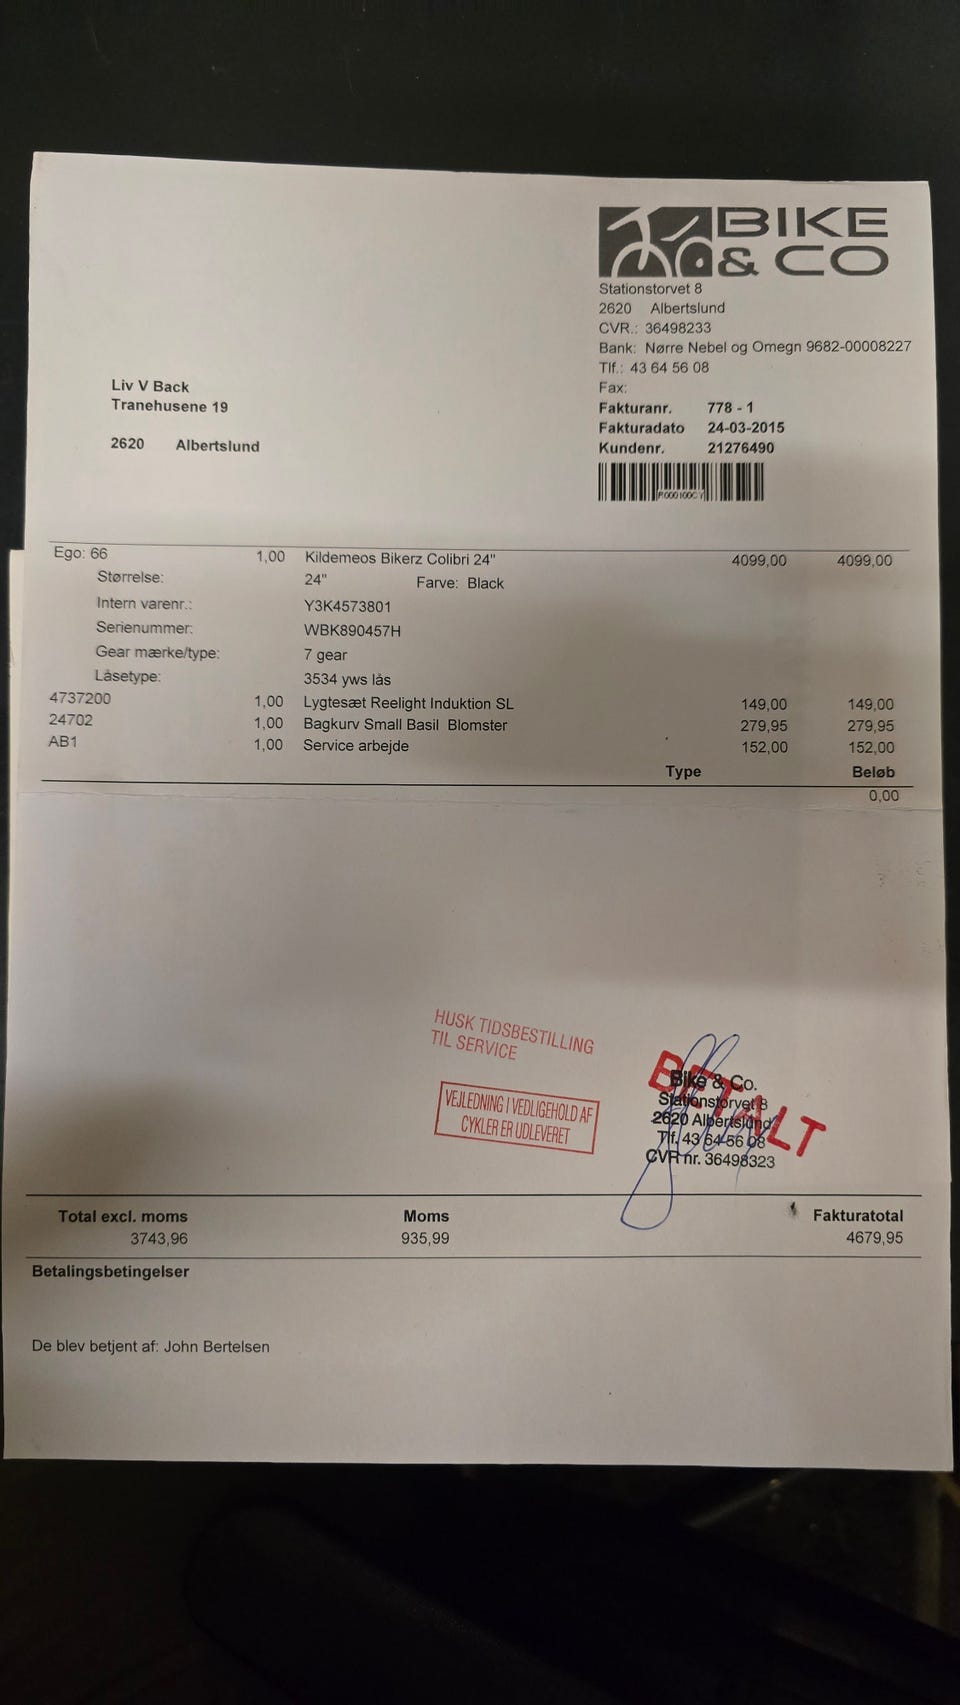 BIKE
& CO
Stationstorvet 8
2620 Albertslund
CVR.: 36498233
Bank: Nørre Nebel og Omegn 9682-00008227
Tlf.: 43 64 56 08
Fax:
Fakturanr. 778 - 1
Fakturadato 24-03-2015
Kundenr. 21276490
Liv V Back
Tranehusene 19
2620 Albertslund
Ego: 66 1,00 Kildemeos Bikerz Colibri 24" 4099,00 4099,00
Størrelse: 24" Farve: Black
Intern varenr.: Y3K4573801
Serienummer: WBK890457H
Gear mærke/type: 7 gear
Låsetype: 3534 yws lås
4737200 1,00 Lygtesæt Reelight Induktion SL 149,00 149,00
24702 1,00 Bagkurv Small Basil Blomster 279,95 279,95
AB1 1,00 Service arbejde 152,00 152,00
Type Beløb
0,00
HUSK TIDSBESTILLING
TIL SERVICE
VEJLEDNING I VEDLIGEHOLD AF
CYKLER ER UDLEVERET
BETALT
Bike & Co.
Stationstorvet 8
2620 Albertslund
Tlf. 43 64 56 08
CVR nr. 36498323
Total excl. moms Moms Fakturatotal
3743,96 935,99 4679,95
Betalingsbetingelser
De blev betjent af: John Bertelsen